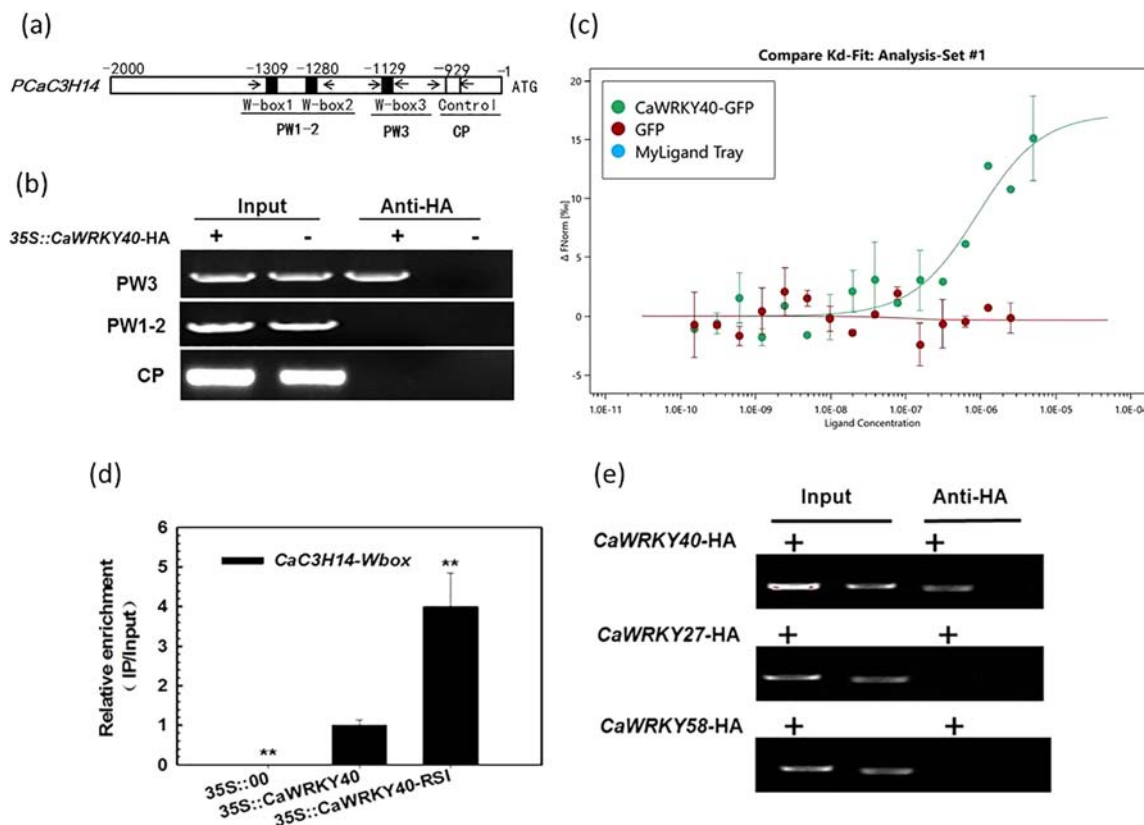 (a)
-2000 -1309 -1280 -1129 -929 -1
PCaC3H14 ATG
W-box1 W-box2 W-box3 Control
PW1-2 PW3 CP
(b)
Input Anti-HA
35S::CaWRKY40-HA + - + -
PW3
PW1-2
CP
(c)
Compare Kd-Fit: Analysis-Set #1
CaWRKY40-GFP
GFP
MyLigand Tray
Δ FNorm [‰]
20
15
10
5
0
-5
1.0E-11 1.0E-10 1.0E-09 1.0E-08 1.0E-07 1.0E-06 1.0E-05 1.0E-04
Ligand Concentration
(d)
Relative enrichment
( IP/Input)
6
5
4
3
2
1
0
CaC3H14-Wbox
** **
35S::00
35S::CaWRKY40
35S::CaWRKY40-RSI
(e)
Input Anti-HA
CaWRKY40-HA + +
CaWRKY27-HA + +
CaWRKY58-HA + +